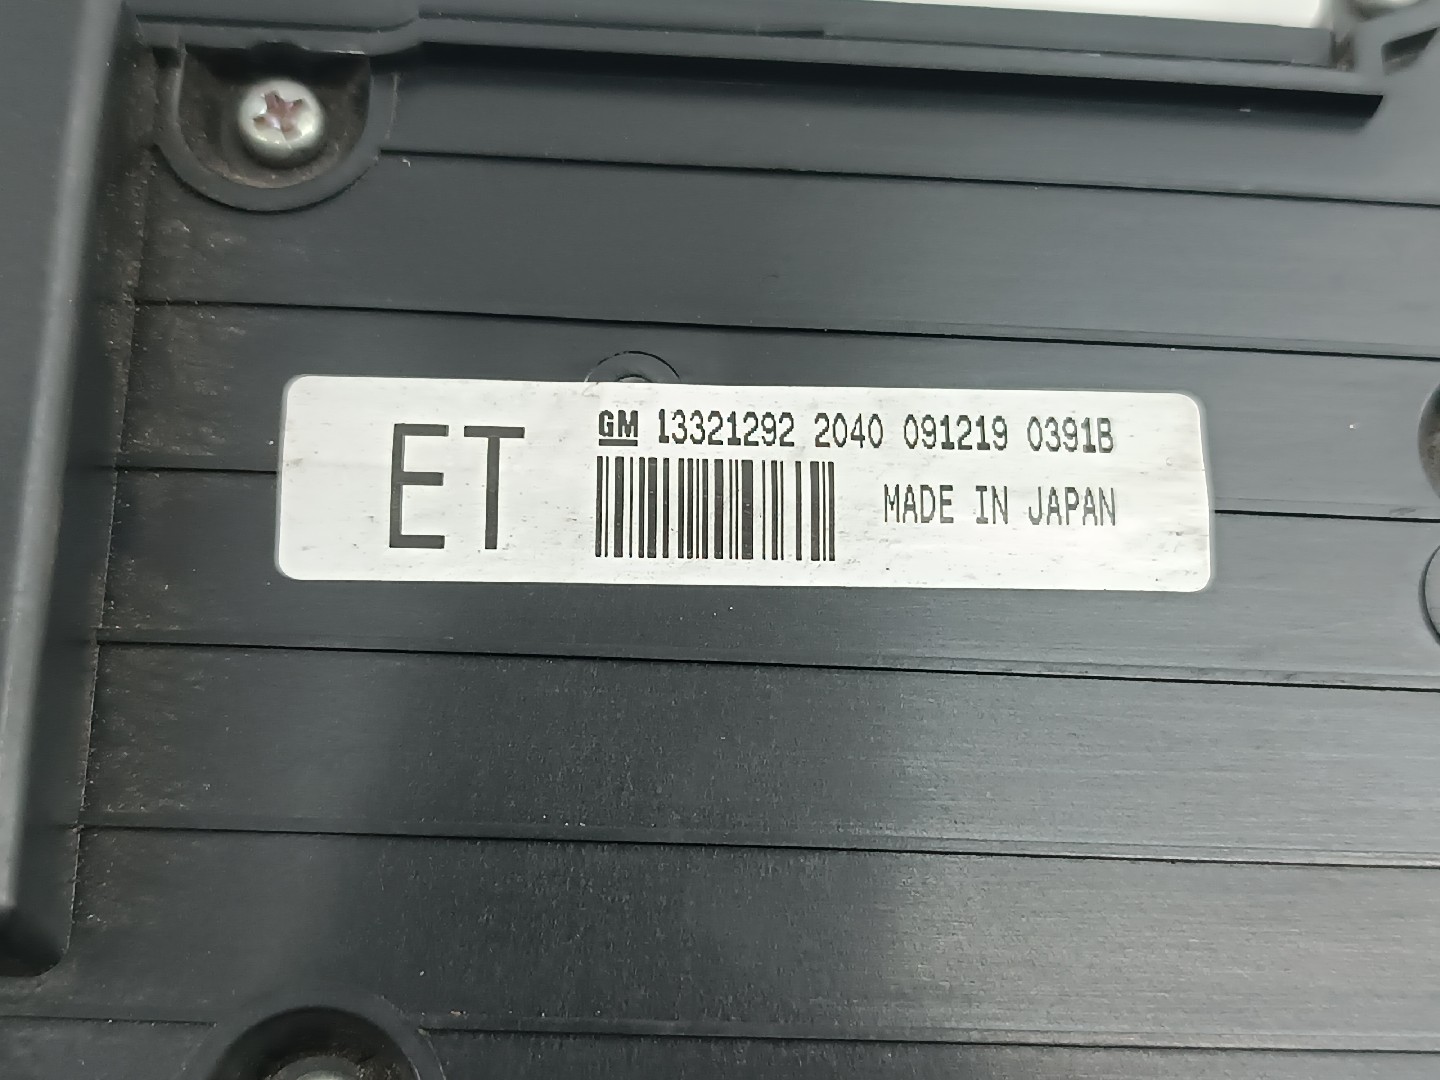 ET
GM 13321292 2040 091219 0391B
MADE IN JAPAN